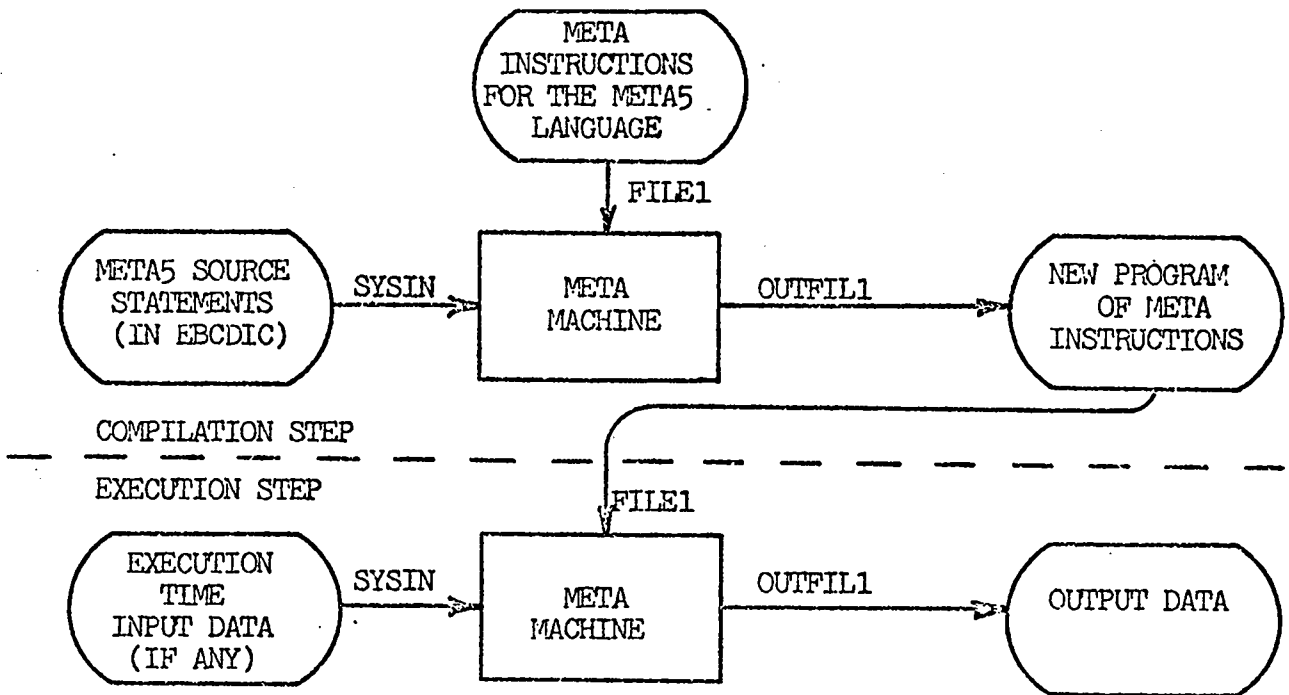 META
INSTRUCTIONS
FOR THE META5
LANGUAGE
FILE1
META5 SOURCE
STATEMENTS
(IN EBCDIC)
SYSIN
META
MACHINE
OUTFIL1
NEW PROGRAM
OF META
INSTRUCTIONS
COMPILATION STEP
EXECUTION STEP
FILE1
EXECUTION
TIME
INPUT DATA
(IF ANY)
SYSIN
META
MACHINE
OUTFIL1
OUTPUT DATA